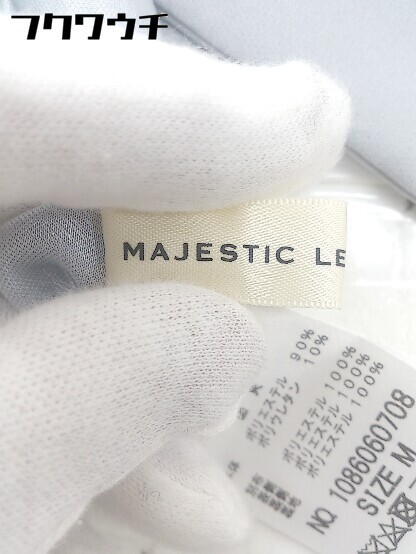 フクワウチ
MAJESTIC LE
ポリエステル 90%
ポリウレタン 10%
ポリエステル 100%
ポリエステル 100%
ポリエステル 100%
NO 1086060708
SIZE M